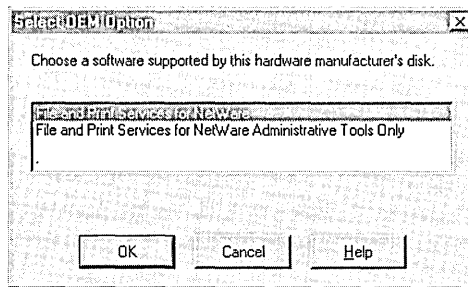 Select OEM Option
Choose a software supported by this hardware manufacturer's disk.
File and Print Services for NetWare
File and Print Services for NetWare Administrative Tools Only
OK Cancel Help